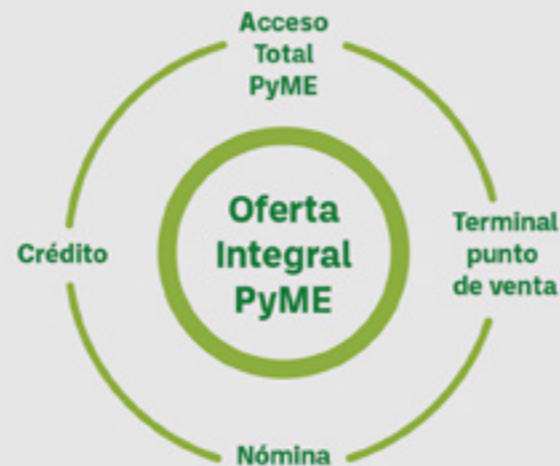 Acceso
Total
PyME
Oferta
Integral
PyME
Crédito
Terminal
punto
de venta
Nómina